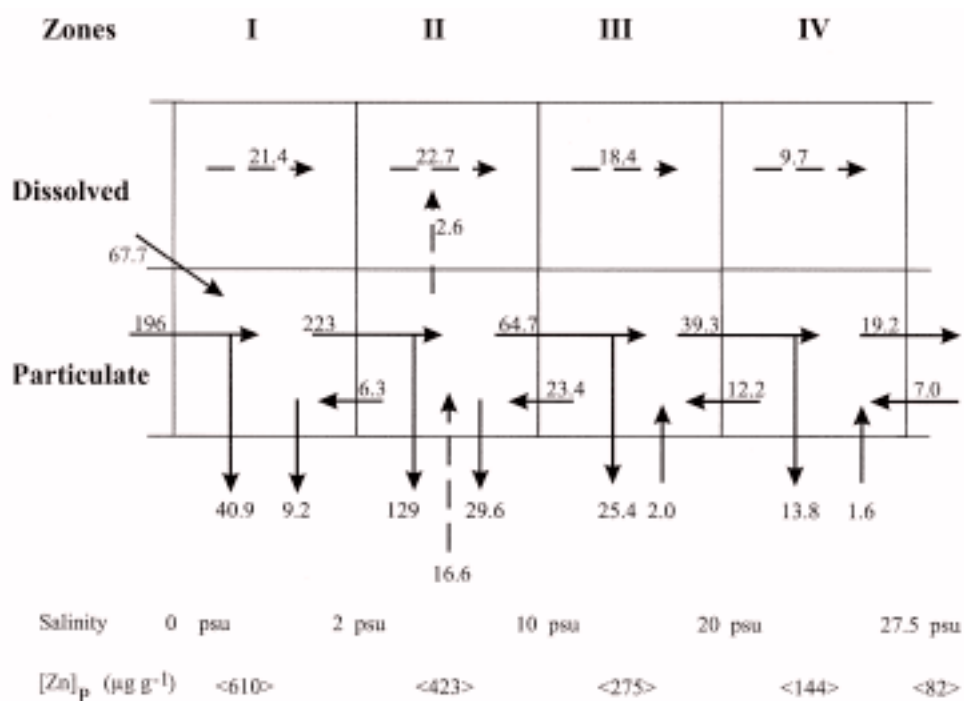 Zones I II III IV
21.4 22.7 18.4 9.7
Dissolved
2.6
67.7
196 223 64.7 39.3 19.2
Particulate
6.3 23.4 12.2 7.0
40.9 9.2 129 29.6 25.4 2.0 13.8 1.6
16.6
Salinity 0 psu 2 psu 10 psu 20 psu 27.5 psu
[Zn]p (µg g-1) <610> <423> <275> <144> <82>